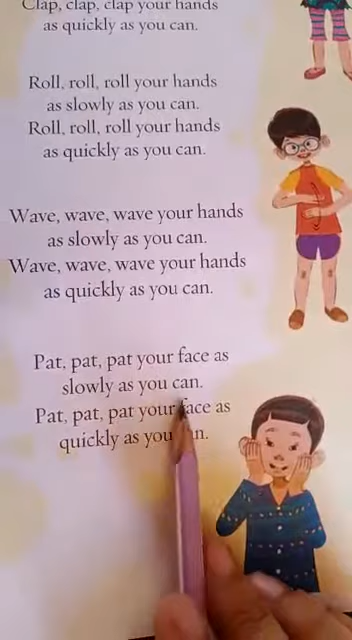 Clap, clap, clap your hands
as quickly as you can.
Roll, roll, roll your hands
as slowly as you can.
Roll, roll, roll your hands
as quickly as you can.
Wave, wave, wave your hands
as slowly as you can.
Wave, wave, wave your hands
as quickly as you can.
Pat, pat, pat your face as
slowly as you can.
Pat, pat, pat your face as
quickly as you can.